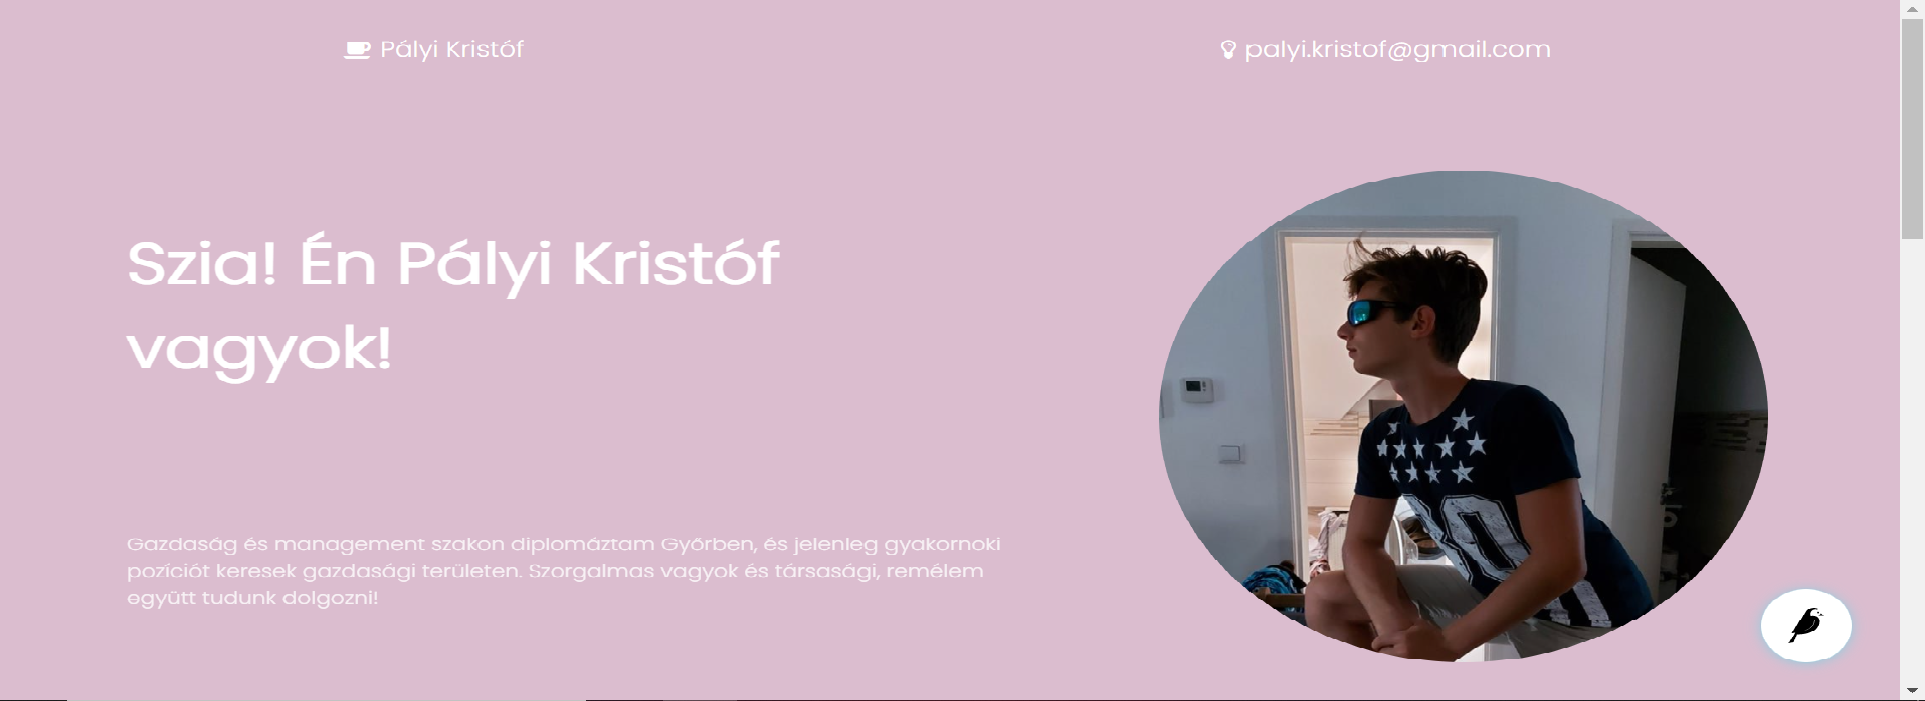 Pályi Kristóf
palyi.kristof@gmail.com
Szia! Én Pályi Kristóf
vagyok!
Gazdaság és management szakon diplomáztam Győrben, és jelenleg gyakornoki
pozíciót keresek gazdasági területen. Szorgalmas vagyok és társasági, remélem
együtt tudunk dolgozni!